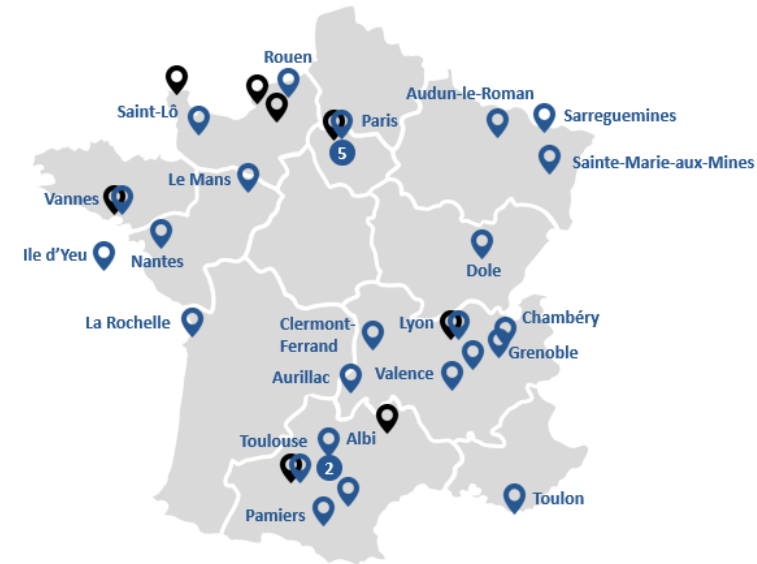 Rouen
Audun-le-Roman
Saint-Lô
Paris
Sarreguemines
5
Sainte-Marie-aux-Mines
Le Mans
Vannes
Ile d'Yeu
Nantes
Dole
La Rochelle
Clermont-
Ferrand
Lyon
Chambéry
Grenoble
Aurillac
Valence
Toulouse
Albi
2
Pamiers
Toulon